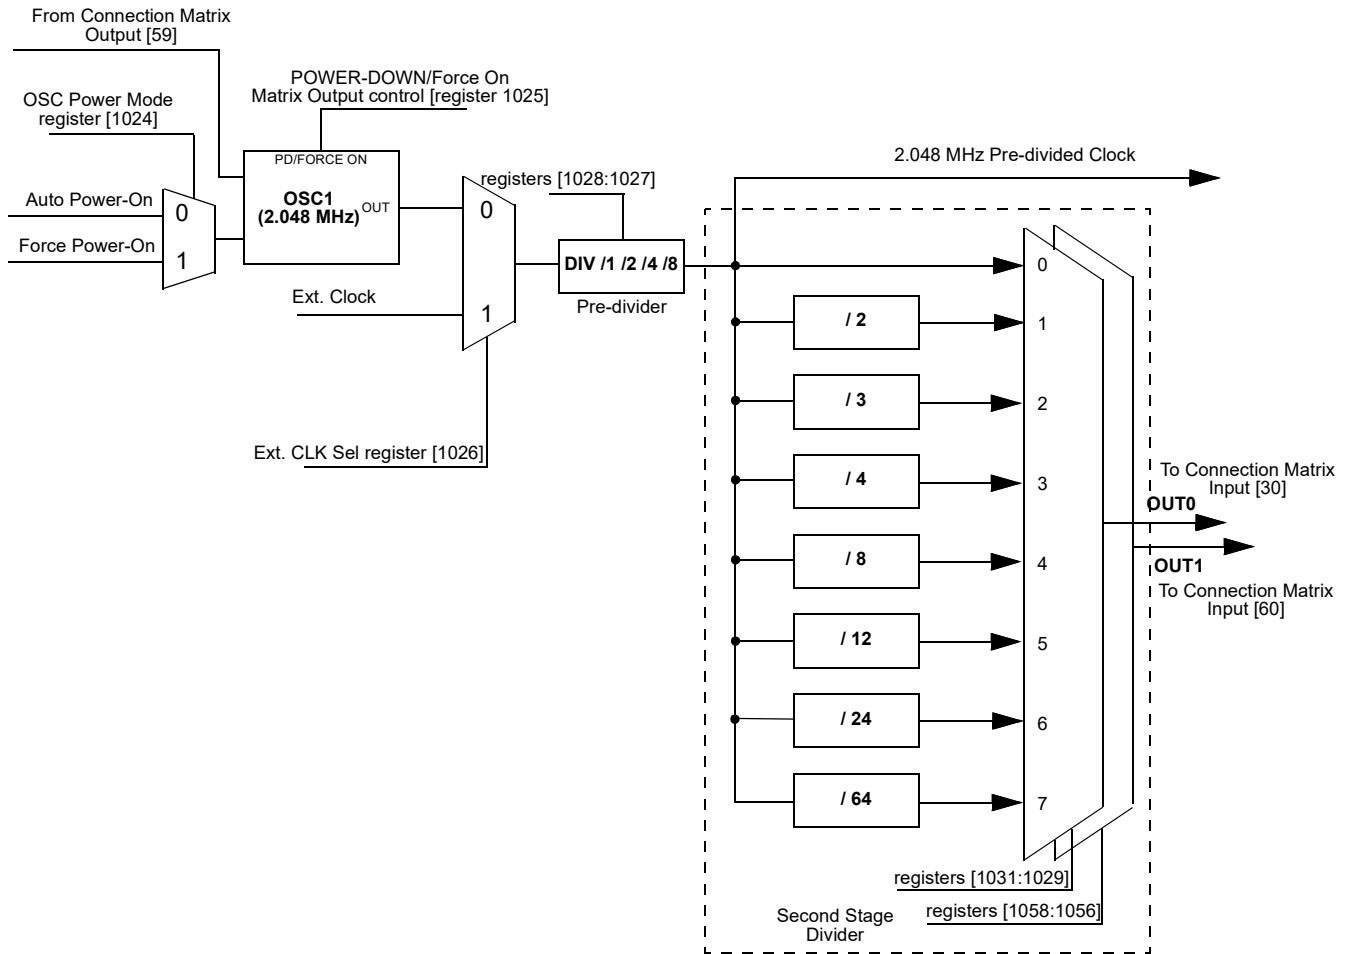 From Connection Matrix
Output [59]
POWER-DOWN/Force On
Matrix Output control [register 1025]
OSC Power Mode
register [1024]
PD/FORCE ON
OSC1
(2.048 MHz)
OUT
Auto Power-On
0
Force Power-On
1
registers [1028:1027]
0
Ext. Clock
1
DIV /1 /2 /4 /8
Pre-divider
Ext. CLK Sel register [1026]
2.048 MHz Pre-divided Clock
0
/ 2
1
/ 3
2
/ 4
3
/ 8
4
/ 12
5
/ 24
6
/ 64
7
To Connection Matrix
Input [30]
OUT0
OUT1
To Connection Matrix
Input [60]
registers [1031:1029]
registers [1058:1056]
Second Stage
Divider